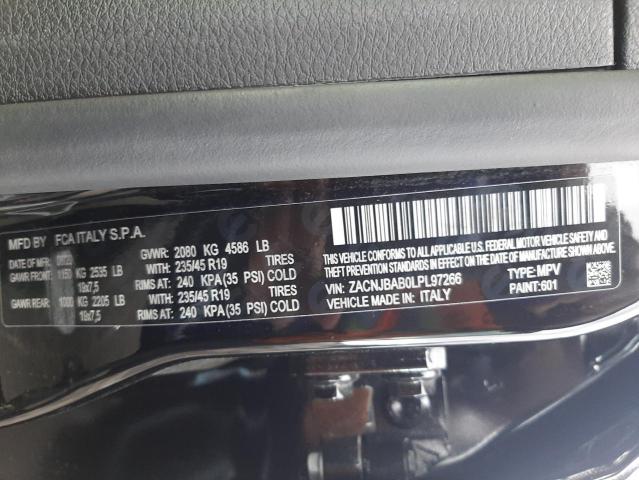 MFD BY FCA ITALY S.P.A.
DATE OF MFR. GVWR: 2080 KG 4586 LB
GAWR FRONT: 1150 KG 2535 LB WITH 235/45 R19 TIRES
19x7,5 RIMS AT: 240 KPA(35 PSI) COLD
GAWR REAR: 1000 KG 2205 LB WITH 235/45 R19 TIRES
19x7,5 RIMS AT: 240 KPA(35 PSI) COLD
THIS VEHICLE CONFORMS TO ALL APPLICABLE FEDERAL MOTOR VEHICLE SAFETY
AND THEFT PREVENTION STANDARDS IN EFFECT ON THE DATE OF MANUFACTURE
VIN: ZACNJBAB0LPL97266 TYPE: MPV
VEHICLE MADE IN: ITALY PAINT:601